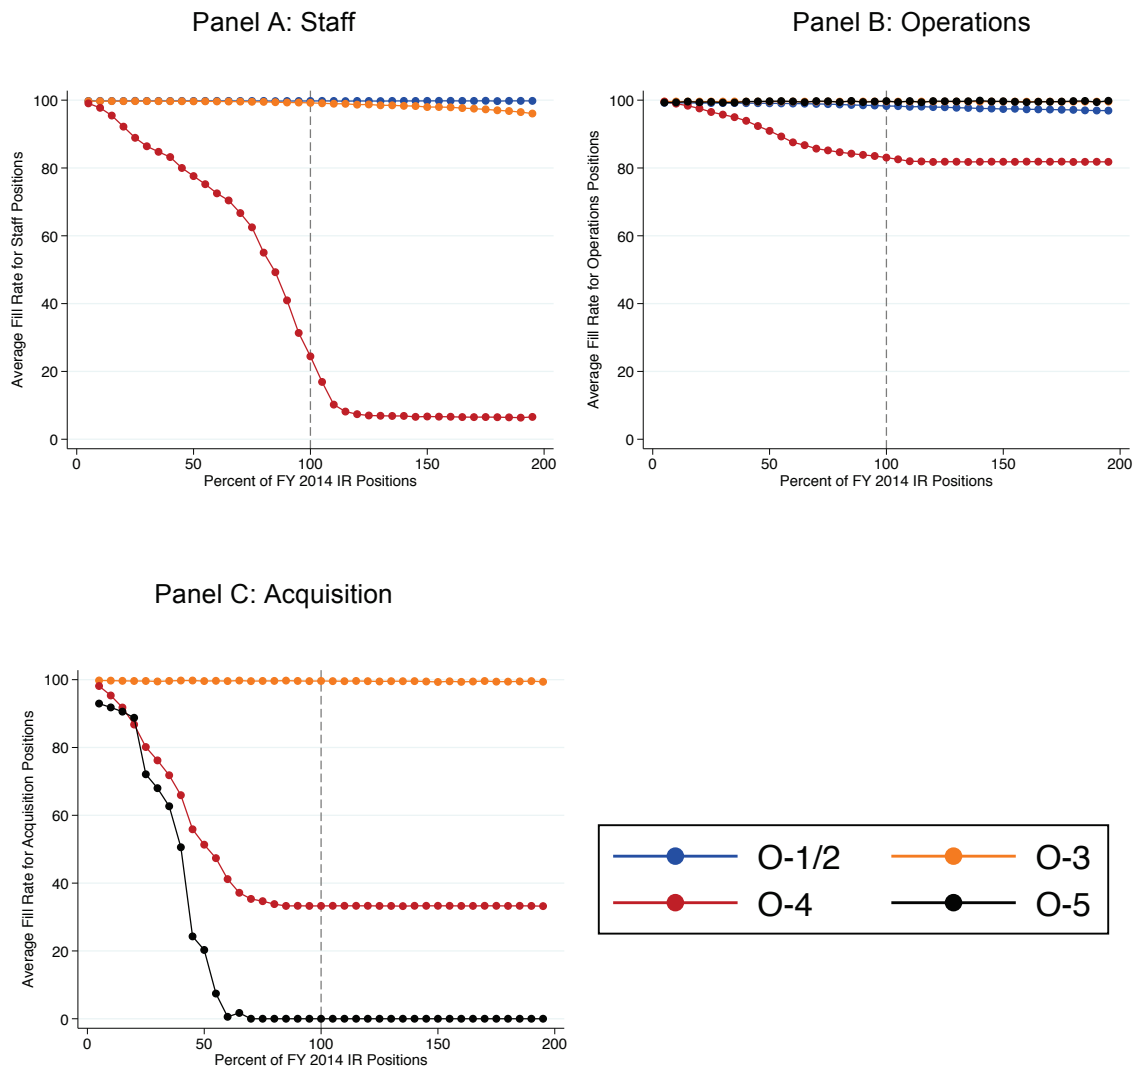 Panel A: Staff
Average Fill Rate for Staff Positions
100
80
60
40
20
0
0 50 100 150 200
Percent of FY 2014 IR Positions
Panel B: Operations
Average Fill Rate for Operations Positions
100
80
60
40
20
0
0 50 100 150 200
Percent of FY 2014 IR Positions
Panel C: Acquisition
Average Fill Rate for Acquisition Positions
100
80
60
40
20
0
0 50 100 150 200
Percent of FY 2014 IR Positions
O-1/2 O-3
O-4 O-5